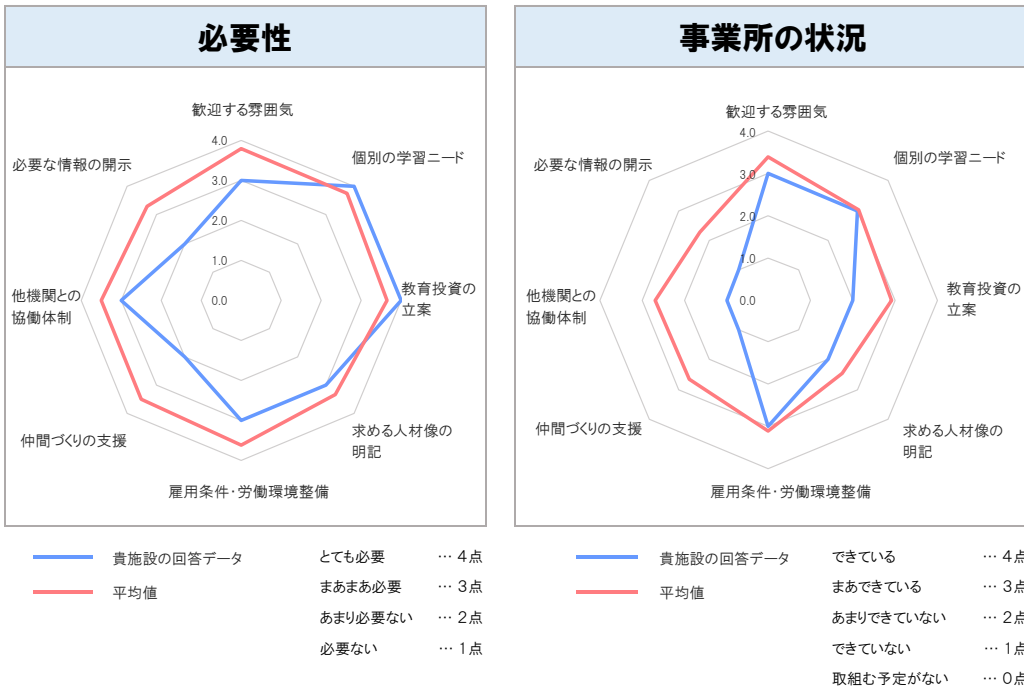 必要性
歓迎する雰囲気
個別の学習ニード
教育投資の
立案
求める人材像の
明記
雇用条件・労働環境整備
仲間づくりの支援
他機関との
協働体制
必要な情報の開示
4.0
3.0
2.0
1.0
0.0
貴施設の回答データ
平均値
とても必要 … 4点
まあまあ必要 … 3点
あまり必要ない … 2点
必要ない … 1点
事業所の状況
歓迎する雰囲気
個別の学習ニード
教育投資の
立案
求める人材像の
明記
雇用条件・労働環境整備
仲間づくりの支援
他機関との
協働体制
必要な情報の開示
4.0
3.0
2.0
1.0
0.0
貴施設の回答データ
平均値
できている … 4点
まあできている … 3点
あまりできていない … 2点
できていない … 1点
取組む予定がない … 0点